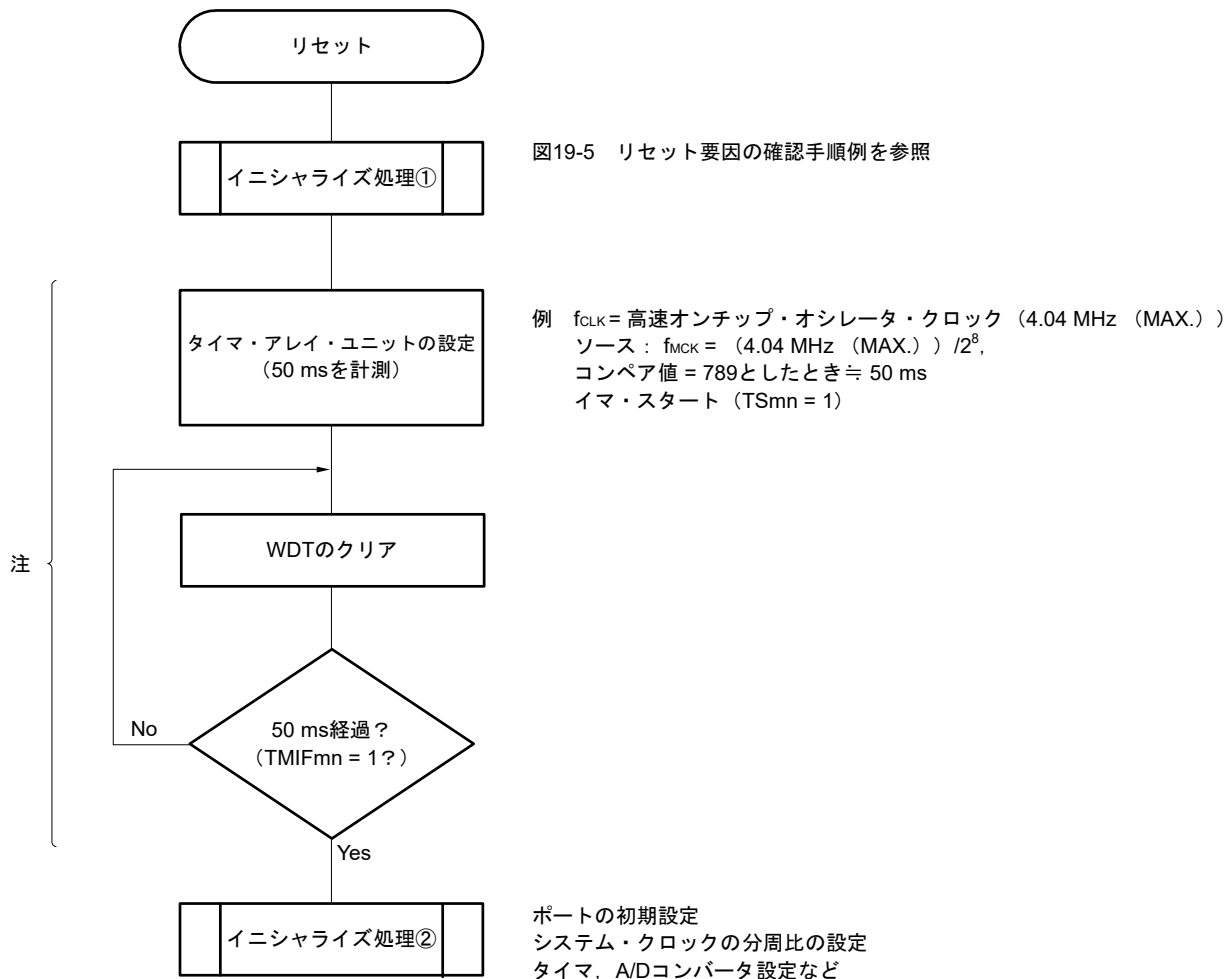 リセット
イニシャライズ処理①
図19-5　リセット要因の確認手順例を参照
タイマ・アレイ・ユニットの設定
（50 msを計測）
例　fCLK = 高速オンチップ・オシレータ・クロック（4.04 MHz （MAX.））
ソース： fMCK = （4.04 MHz （MAX.））/2⁸,
コンペア値 = 789としたとき≒ 50 ms
イマ・スタート（TSmn = 1）
注
WDTのクリア
50 ms経過？
（TMIFmn = 1？）
No
Yes
イニシャライズ処理②
ポートの初期設定
システム・クロックの分周比の設定
タイマ，A/Dコンバータ設定など